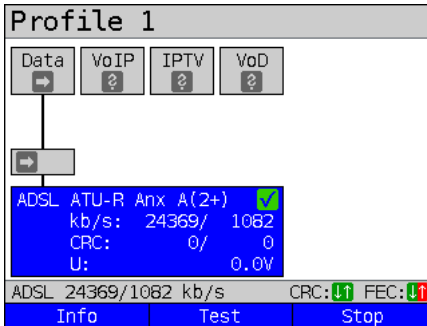 Profile 1
Data VoIP IPTV VoD
? ? ?
ADSL ATU-R Anx A(2+)
kb/s: 24369/ 1082
CRC: 0/ 0
U: 0.0V
ADSL 24369/1082 kb/s CRC: FEC:
Info Test Stop